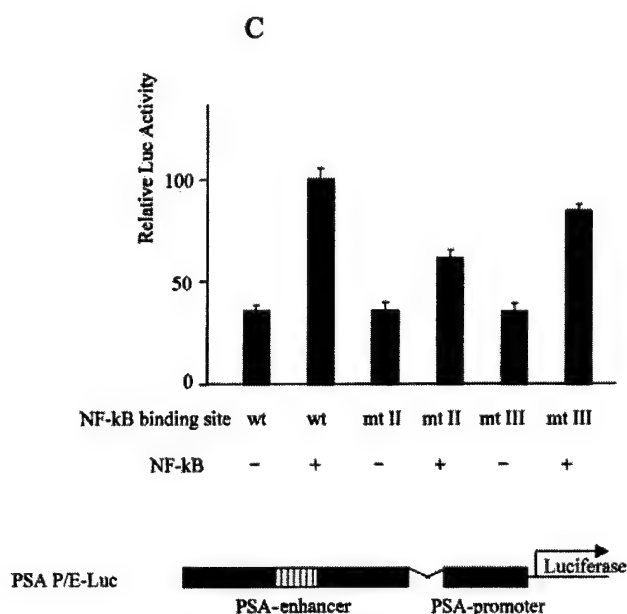 C
Relative Luc Activity
100
50
0
NF-kB binding site wt wt mt II mt II mt III mt III
NF-kB - + - + - +
PSA P/E-Luc
Luciferase
PSA-enhancer PSA-promoter